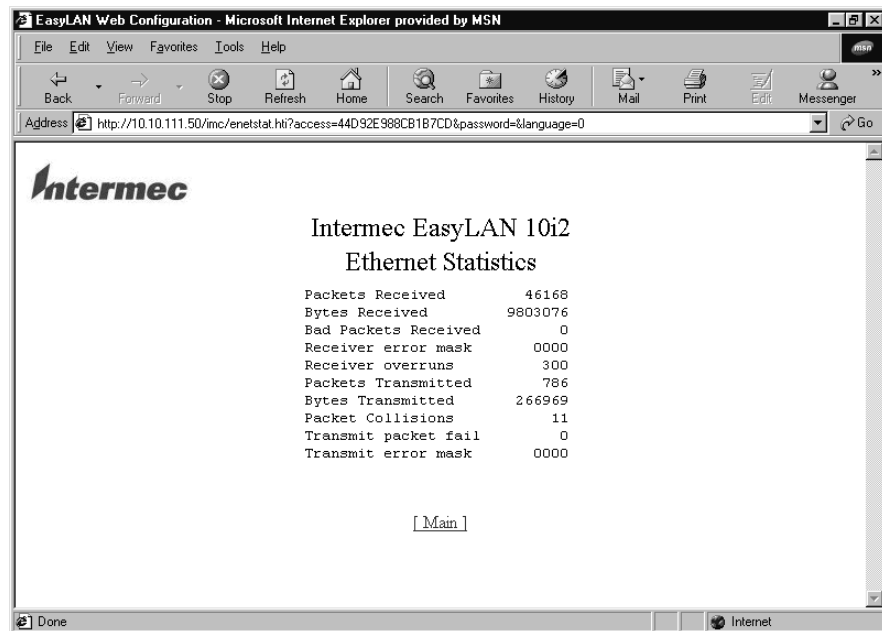 EasyLAN Web Configuration - Microsoft Internet Explorer provided by MSN
File Edit View Favorites Tools Help
msn
Back Forward Stop Refresh Home Search Favorites History Mail Print Edit Messenger »
Address http://10.10.111.50/imc/enetstat.hti?access=44D92E988CB1B7CD&password=&language=0 Go
Intermec
Intermec EasyLAN 10i2
Ethernet Statistics
Packets Received 46168
Bytes Received 9803076
Bad Packets Received 0
Receiver error mask 0000
Receiver overruns 300
Packets Transmitted 786
Bytes Transmitted 266969
Packet Collisions 11
Transmit packet fail 0
Transmit error mask 0000
[ Main ]
Done Internet